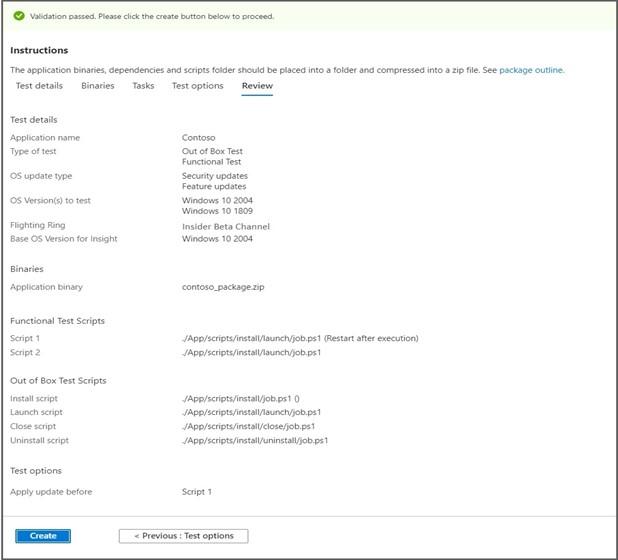 Validation passed. Please click the create button below to proceed.
Instructions
The application binaries, dependencies and scripts folder should be placed into a folder and compressed into a zip file. See package outline.
Test details Binaries Tasks Test options Review
Test details
Application name Contoso
Type of test Out of Box Test
Functional Test
OS update type Security updates
Feature updates
OS Version(s) to test Windows 10 2004
Windows 10 1809
Flighting Ring Insider Beta Channel
Base OS Version for Insight Windows 10 2004
Binaries
Application binary contoso_package.zip
Functional Test Scripts
Script 1 ./App/scripts/install/launch/job.ps1 (Restart after execution)
Script 2 ./App/scripts/install/launch/job.ps1
Out of Box Test Scripts
Install script ./App/scripts/install/job.ps1 ()
Launch script ./App/scripts/install/launch/job.ps1
Close script ./App/scripts/install/close/job.ps1
Uninstall script ./App/scripts/install/uninstall/job.ps1
Test options
Apply update before Script 1
Create < Previous : Test options